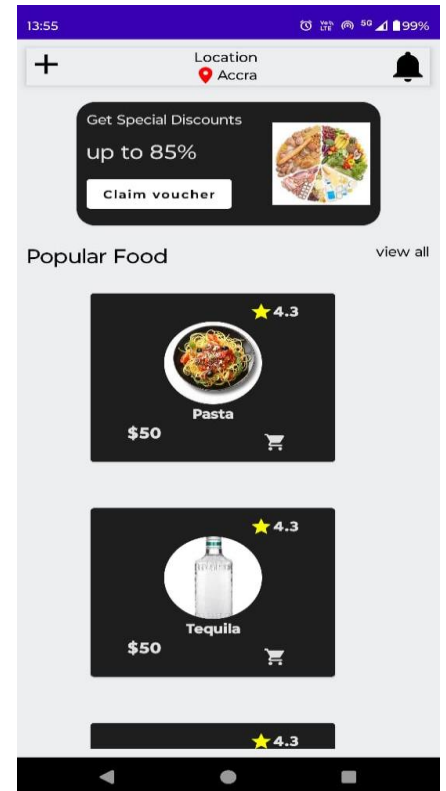 13:55
5G 99%
Location
Accra
Get Special Discounts
up to 85%
Claim voucher
Popular Food
view all
4.3
Pasta
$50
4.3
Tequila
$50
4.3